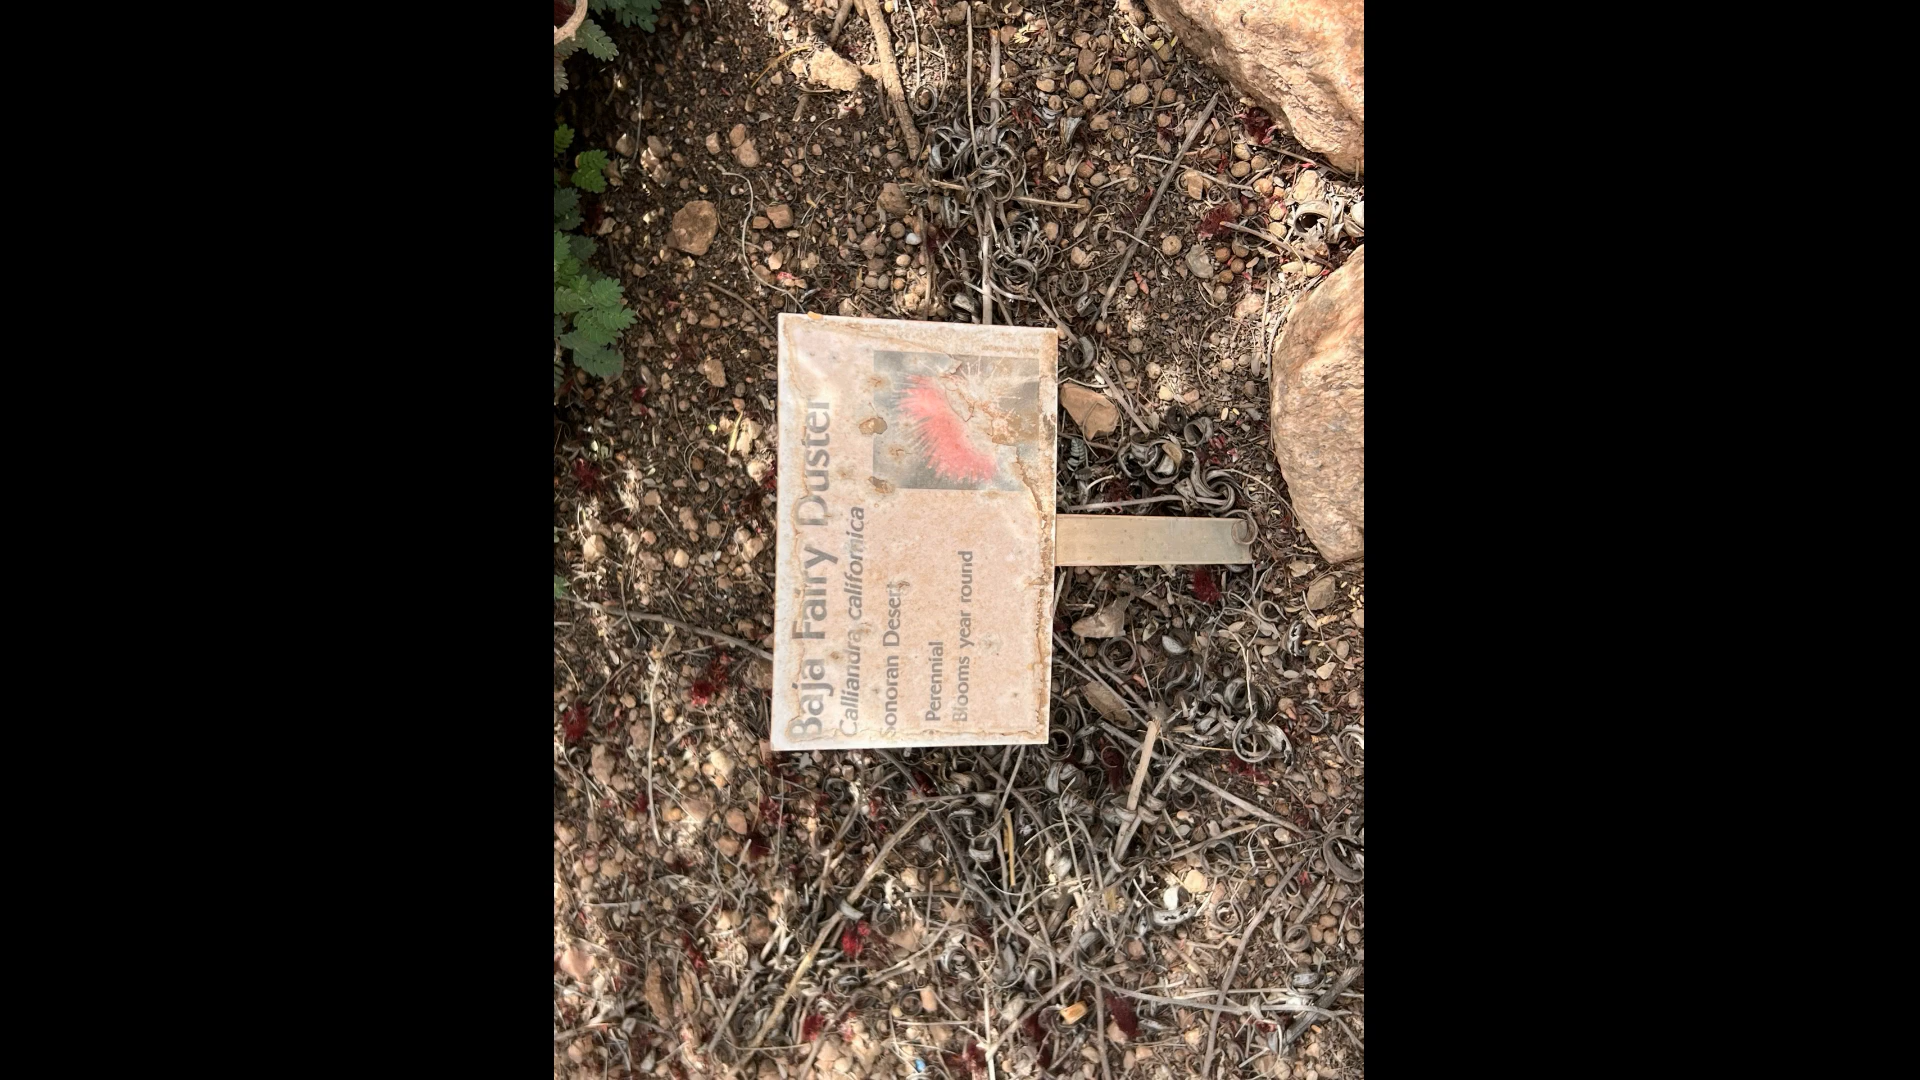 Baja Fairy Duster
Calliandra californica
Sonoran Desert
Perennial
Blooms year round